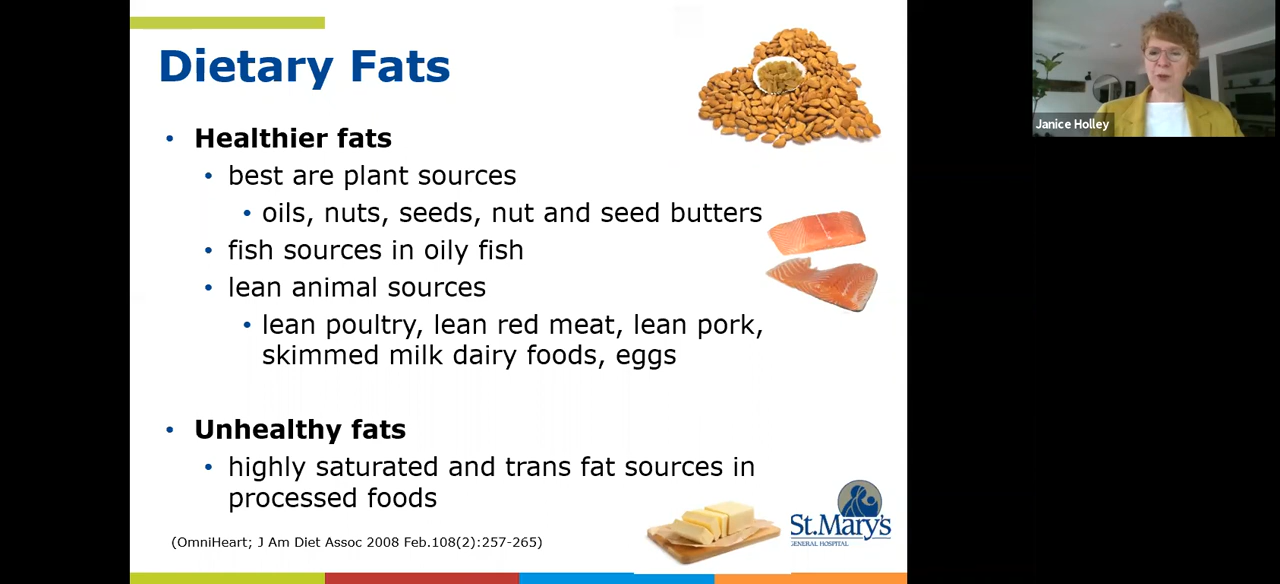 Dietary Fats
Janice Holley
• Healthier fats
• best are plant sources
• oils, nuts, seeds, nut and seed butters
• fish sources in oily fish
• lean animal sources
• lean poultry, lean red meat, lean pork,
skimmed milk dairy foods, eggs
• Unhealthy fats
• highly saturated and trans fat sources in
processed foods
(OmniHeart; J Am Diet Assoc 2008 Feb.108(2):257-265)
St.Mary's
GENERAL HOSPITAL